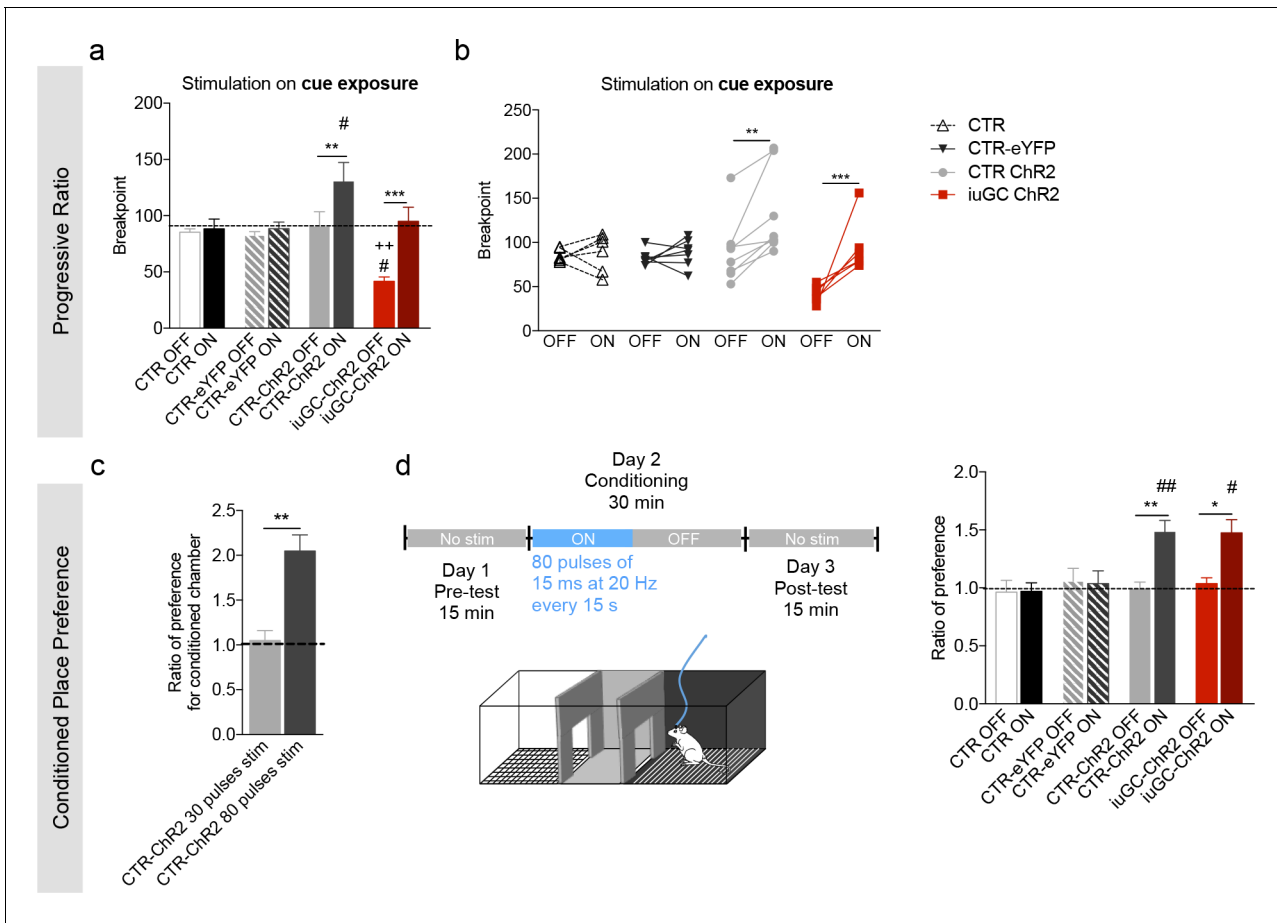 a
Progressive Ratio
Stimulation on cue exposure
Breakpoint
200
150
100
50
0
#
**
***
++
#
CTR OFF
CTR ON
CTR-eYFP OFF
CTR-eYFP ON
CTR-ChR2 OFF
CTR-ChR2 ON
iuGC-ChR2 OFF
iuGC-ChR2 ON
b
Stimulation on cue exposure
Breakpoint
250
200
150
100
50
0
**
***
OFF ON OFF ON OFF ON OFF ON
CTR
CTR-eYFP
CTR ChR2
iuGC ChR2
Conditioned Place Preference
c
Ratio of preference
for conditioned chamber
2.5
2.0
1.5
1.0
0.5
0.0
**
CTR-ChR2 30 pulses stim
CTR-ChR2 80 pulses stim
d
Day 2
Conditioning
30 min
No stim
ON
OFF
No stim
Day 1
Pre-test
15 min
80 pulses of
15 ms at 20 Hz
every 15 s
Day 3
Post-test
15 min
Ratio of preference
2.0
1.5
1.0
0.5
0.0
##
**
#
*
CTR OFF
CTR ON
CTR-eYFP OFF
CTR-eYFP ON
CTR-ChR2 OFF
CTR-ChR2 ON
iuGC-ChR2 OFF
iuGC-ChR2 ON